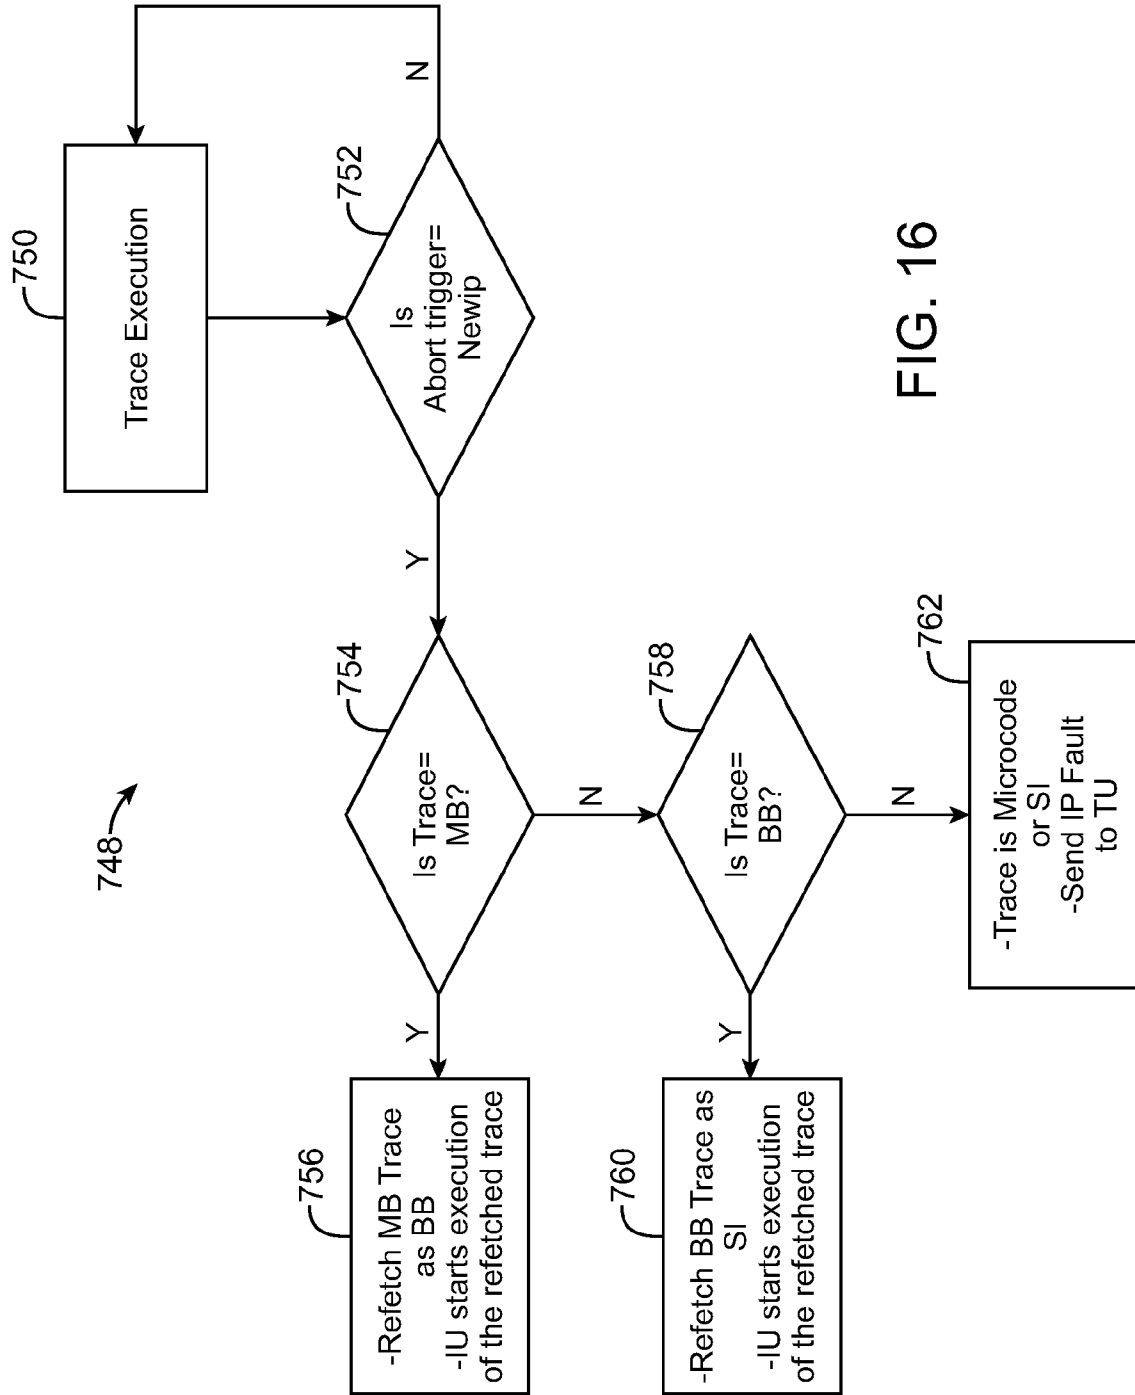 748
750
Trace Execution
752
Is
Abort trigger=
Newip
N
Y
754
Is Trace=
MB?
Y
N
756
-Refetch MB Trace
as BB
-IU starts execution
of the refetched trace
758
Is Trace=
BB?
Y
N
760
-Refetch BB Trace as
SI
-IU starts execution
of the refetched trace
762
-Trace is Microcode
or SI
-Send IP Fault
to TU
FIG. 16